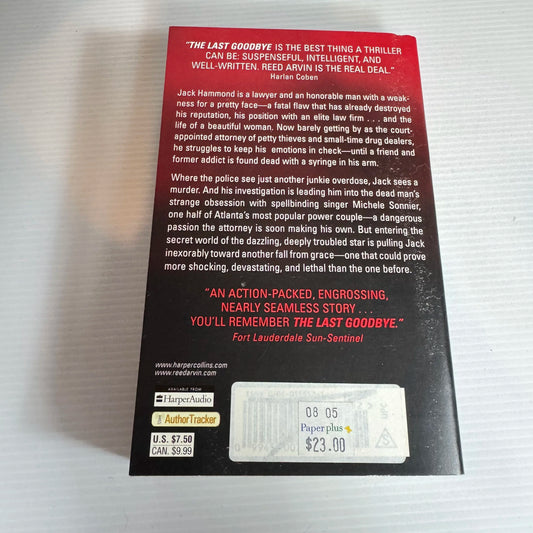 "THE LAST GOODBYE IS THE BEST THING A THRILLER
CAN BE: SUSPENSEFUL, INTELLIGENT, AND
WELL-WRITTEN. REED ARVIN IS THE REAL DEAL."
Harlan Coben
Jack Hammond is a lawyer and an honorable man with a weak-
ness for a pretty face—a fatal flaw that has already destroyed
his reputation, his position with an elite law firm . . . and the
life of a beautiful woman. Now barely getting by as the court-
appointed attorney of petty thieves and small-time drug dealers,
he struggles to keep his emotions in check—until a friend and
former addict is found dead with a syringe in his arm.
Where the police see just another junkie overdose, Jack sees a
murder. And his investigation is leading him into the dead man's
strange obsession with spellbinding singer Michele Sonnier,
one half of Atlanta's most popular power couple—a dangerous
passion the attorney is soon making his own. But entering the
secret world of the dazzling, deeply troubled star is pulling Jack
inexorably toward another fall from grace—one that could prove
more shocking, devastating, and lethal than the one before.
"AN ACTION-PACKED, ENGROSSING,
NEARLY SEAMLESS STORY . . .
YOU'LL REMEMBER THE LAST GOODBYE."
Fort Lauderdale Sun-Sentinel
www.harpercollins.com
www.reedarvin.com
AVAILABLE FROM
HarperAudio
AuthorTracker
U.S. $7.50
CAN. $9.99
08 05
Paperplus
$23.00
S